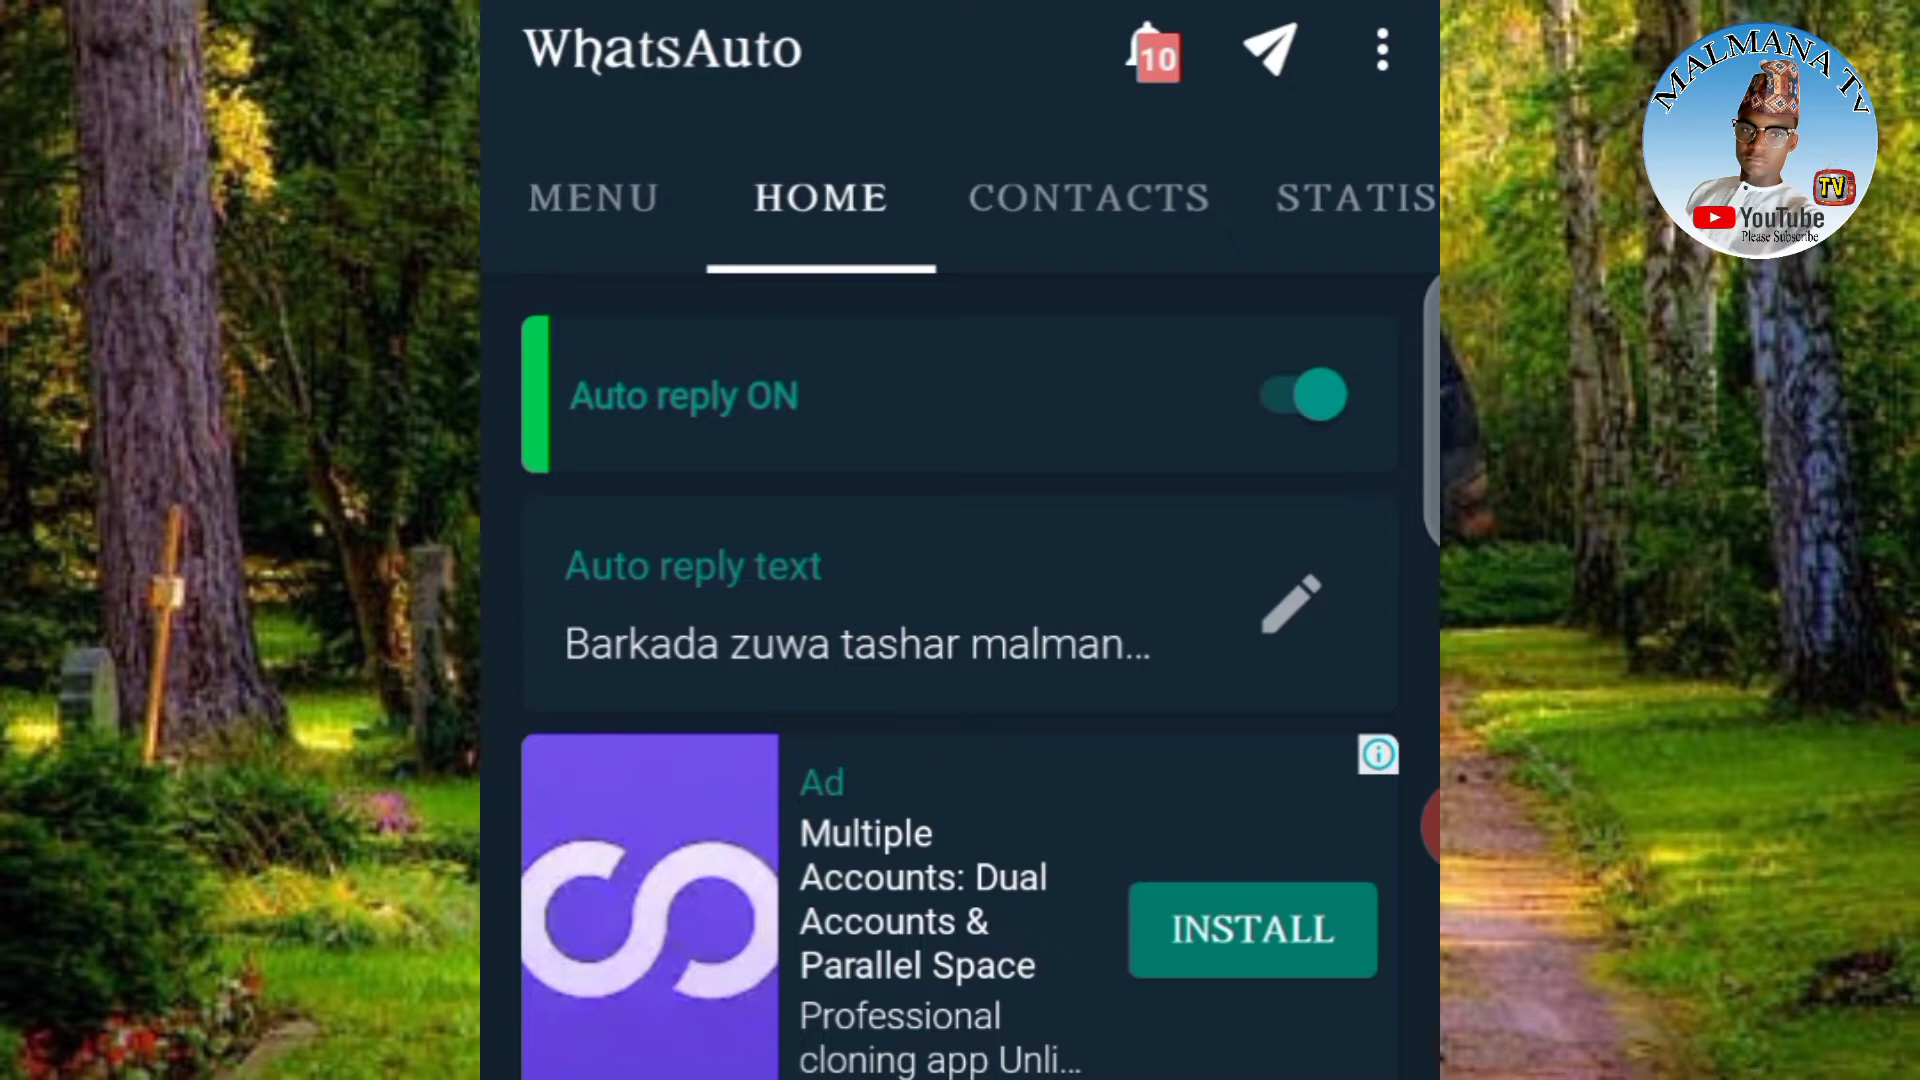 WhatsAuto
10
MENU
HOME
CONTACTS
STATIS
Auto reply ON
Auto reply text
Barkada zuwa tashar malman...
Ad
Multiple
Accounts: Dual
Accounts &
Parallel Space
Professional
cloning app Unli...
INSTALL
MALMANA Tv
TV
YouTube
Please Subscribe